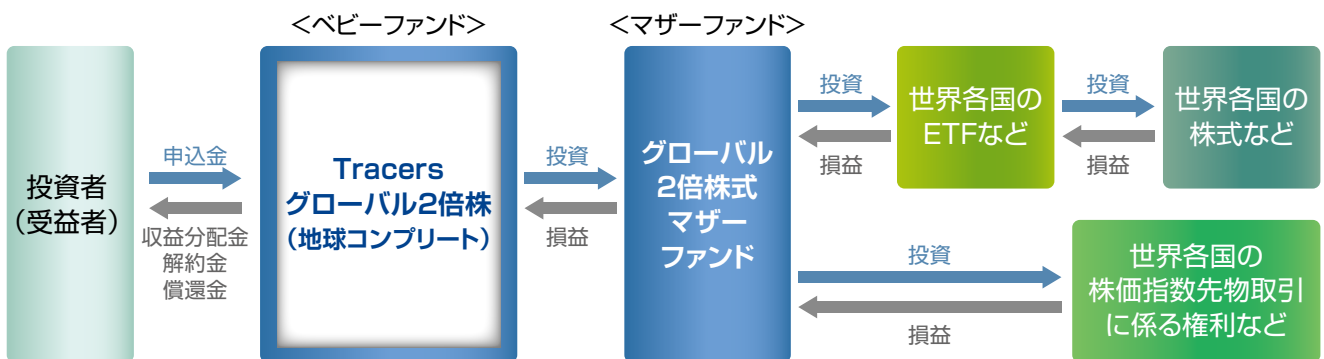 ＜ベビーファンド＞
＜マザーファンド＞
投資者
（受益者）
申込金
収益分配金
解約金
償還金
Tracers
グローバル2倍株
（地球コンプリート）
投資
損益
グローバル
2倍株式
マザー
ファンド
投資
損益
世界各国の
ETFなど
投資
損益
世界各国の
株式など
投資
損益
世界各国の
株価指数先物取引
に係る権利など